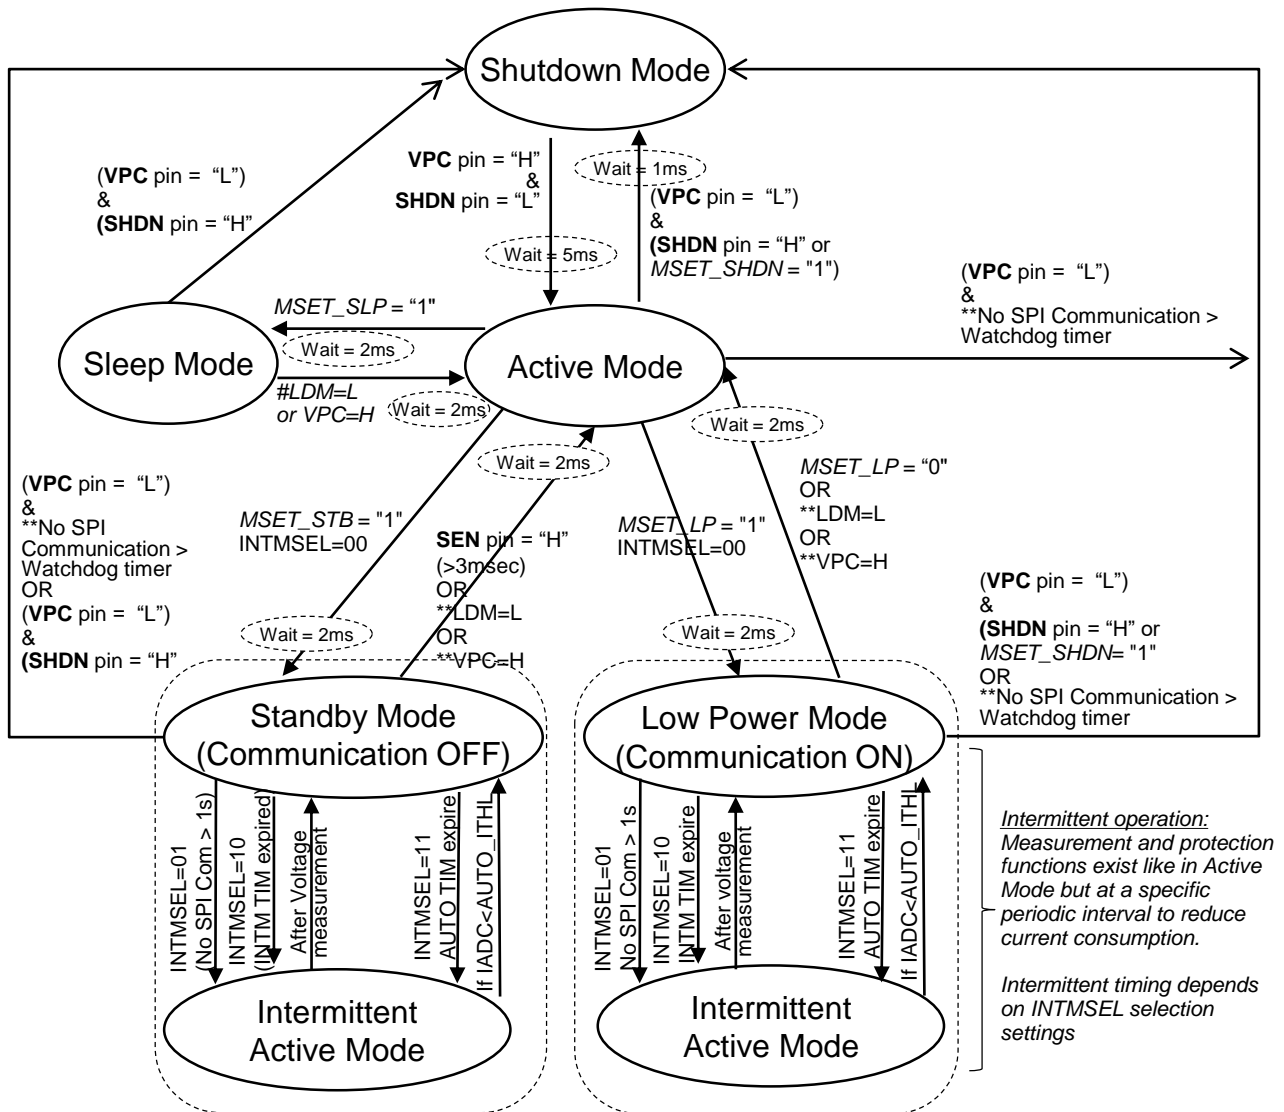 Shutdown Mode
VPC pin = “H”
&
SHDN pin = “L”
Wait = 1ms
(VPC pin =  “L”)
&
(SHDN pin = “H”
(VPC pin =  “L”)
&
(SHDN pin = “H” or
MSET_SHDN = "1")
Wait = 5ms
(VPC pin =  “L”)
&
**No SPI Communication >
Watchdog timer
MSET_SLP = “1"
Wait = 2ms
Sleep Mode
Active Mode
#LDM=L
or VPC=H
Wait = 2ms
Wait = 2ms
Wait = 2ms
(VPC pin =  “L”)
&
**No SPI
Communication >
Watchdog timer
OR
(VPC pin =  “L”)
&
(SHDN pin = “H”
MSET_STB = "1"
INTMSEL=00
SEN pin = “H”
(>3msec)
OR
**LDM=L
OR
**VPC=H
MSET_LP = "1"
INTMSEL=00
MSET_LP = “0"
OR
**LDM=L
OR
**VPC=H
Wait = 2ms
Wait = 2ms
(VPC pin =  “L”)
&
(SHDN pin = “H” or
MSET_SHDN= "1"
OR
**No SPI Communication >
Watchdog timer
Standby Mode
(Communication OFF)
Low Power Mode
(Communication ON)
INTMSEL=01
(No SPI Com > 1s)
INTMSEL=10
(INTM TIM expired)
After Voltage
measurement
INTMSEL=11
AUTO TIM expire
If IADC<AUTO_ITHL
INTMSEL=01
No SPI Com > 1s
INTMSEL=10
INTM TIM expire
After voltage
measurement
INTMSEL=11
AUTO TIM expire
If IADC<AUTO_ITHL
Intermittent
Active Mode
Intermittent
Active Mode
Intermittent operation:
Measurement and protection
functions exist like in Active
Mode but at a specific
periodic interval to reduce
current consumption.
Intermittent timing depends
on INTMSEL selection
settings